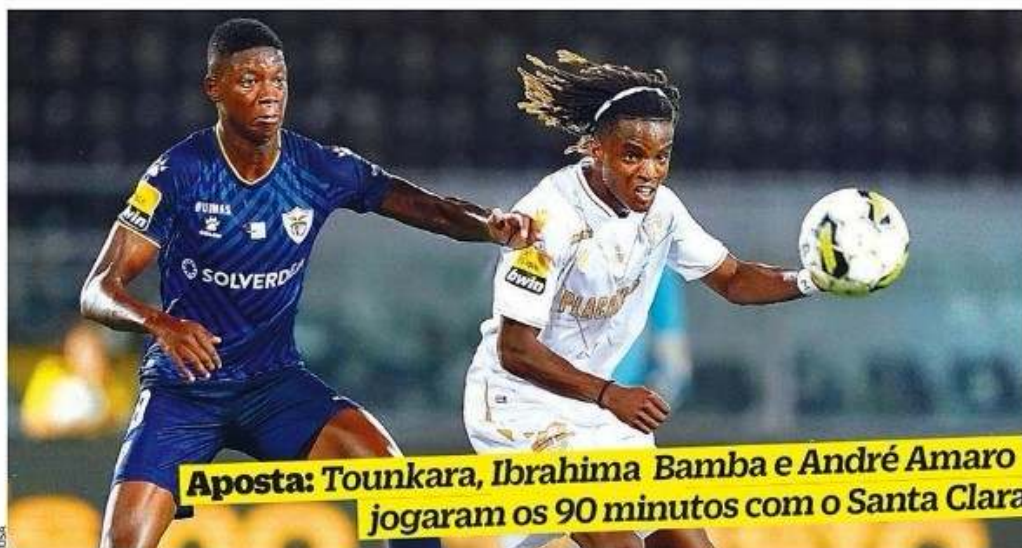 PUMAS
SOLVERDE
bwin
bwin
PLACARD
Aposta: Tounkara, Ibrahima Bamba e André Amaro
jogaram os 90 minutos com o Santa Clara